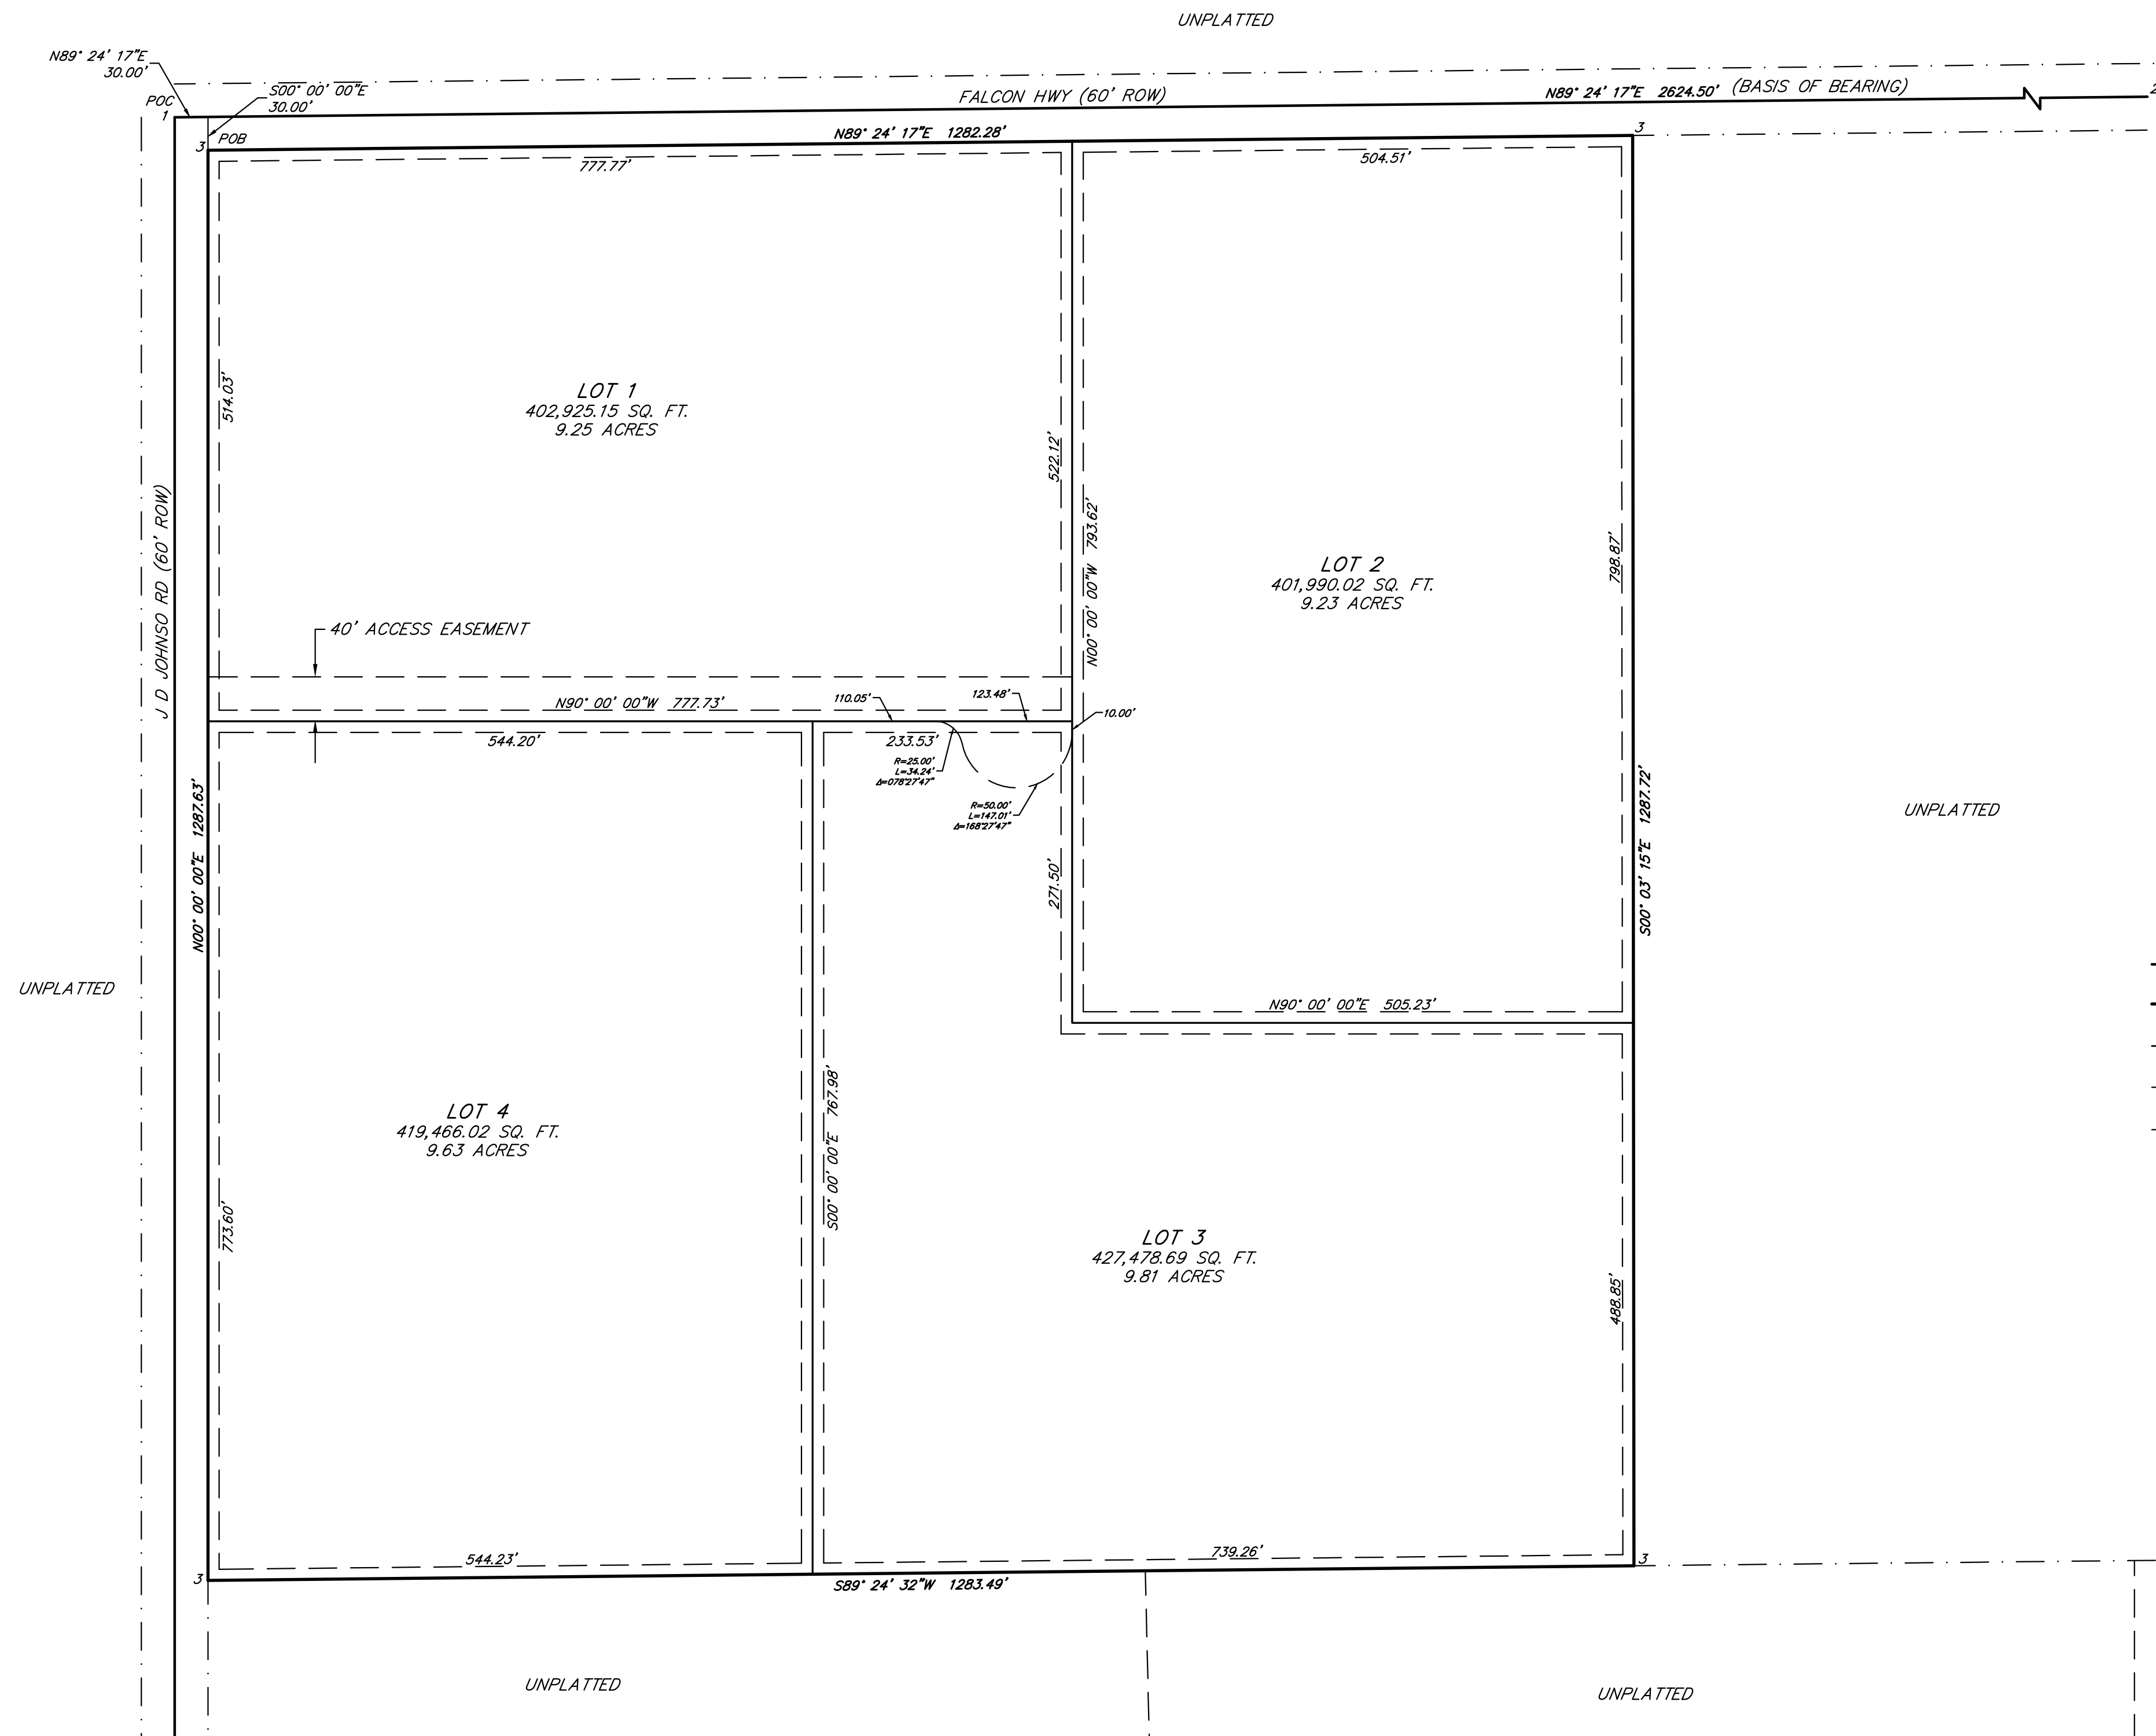 UNPLATTED
N89° 24' 17"E
30.00'
S00° 00' 00"E
30.00'
POC
1
POB
3
FALCON HWY (60' ROW)
N89° 24' 17"E 2624.50' (BASIS OF BEARING)
2
N89° 24' 17"E 1282.28'
3
777.77'
504.51'
514.03'
LOT 1
402,925.15 SQ. FT.
9.25 ACRES
522.12'
N00° 00' 00"W 793.62'
LOT 2
401,990.02 SQ. FT.
9.23 ACRES
798.87'
J D JOHNSO RD (60' ROW)
40' ACCESS EASEMENT
N90° 00' 00"W 777.73'
110.05'
123.48'
10.00'
544.20'
233.53'
R=25.00'
L=34.24'
Δ=078°27'47"
R=50.00'
L=147.01'
Δ=168°27'47"
N00° 00' 00"E 1287.63'
271.50'
S00° 03' 15"E 1287.72'
UNPLATTED
UNPLATTED
N90° 00' 00"E 505.23'
LOT 4
419,466.02 SQ. FT.
9.63 ACRES
S00° 00' 00"E 767.98'
773.60'
LOT 3
427,478.69 SQ. FT.
9.81 ACRES
488.85'
544.23'
739.26'
3
S89° 24' 32"W 1283.49'
3
UNPLATTED
UNPLATTED